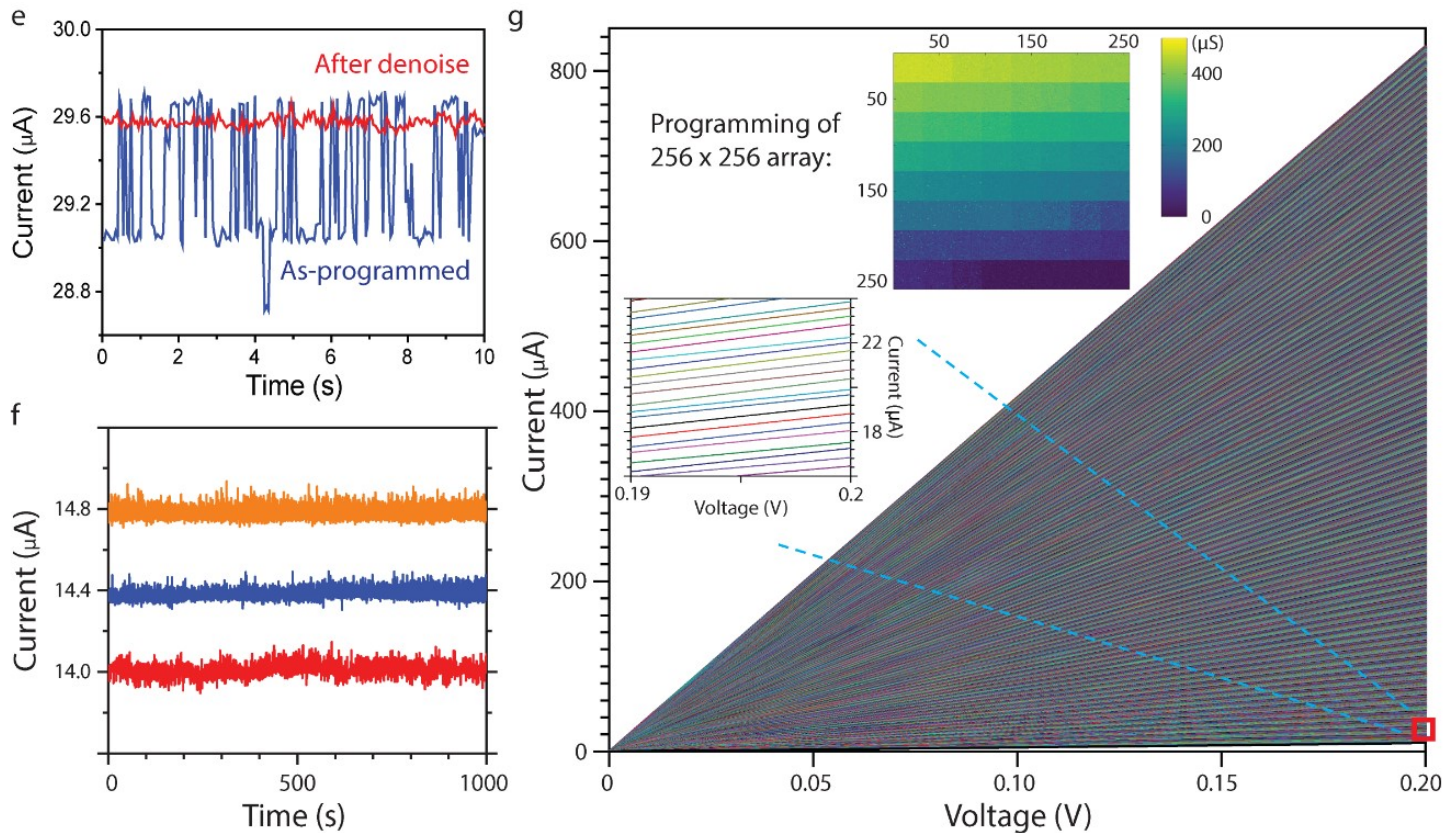 e
30.0
29.6
29.2
28.8
Current (µA)
After denoise
As-programmed
0
2
4
6
8
10
Time (s)
f
14.8
14.4
14.0
Current (µA)
0
500
1000
Time (s)
g
800
600
400
200
0
Current (µA)
Programming of
256 x 256 array:
50
150
250
50
150
250
(µS)
400
200
0
22
18
Current (µA)
0.19
0.2
Voltage (V)
0.05
0.10
0.15
0.20
Voltage (V)